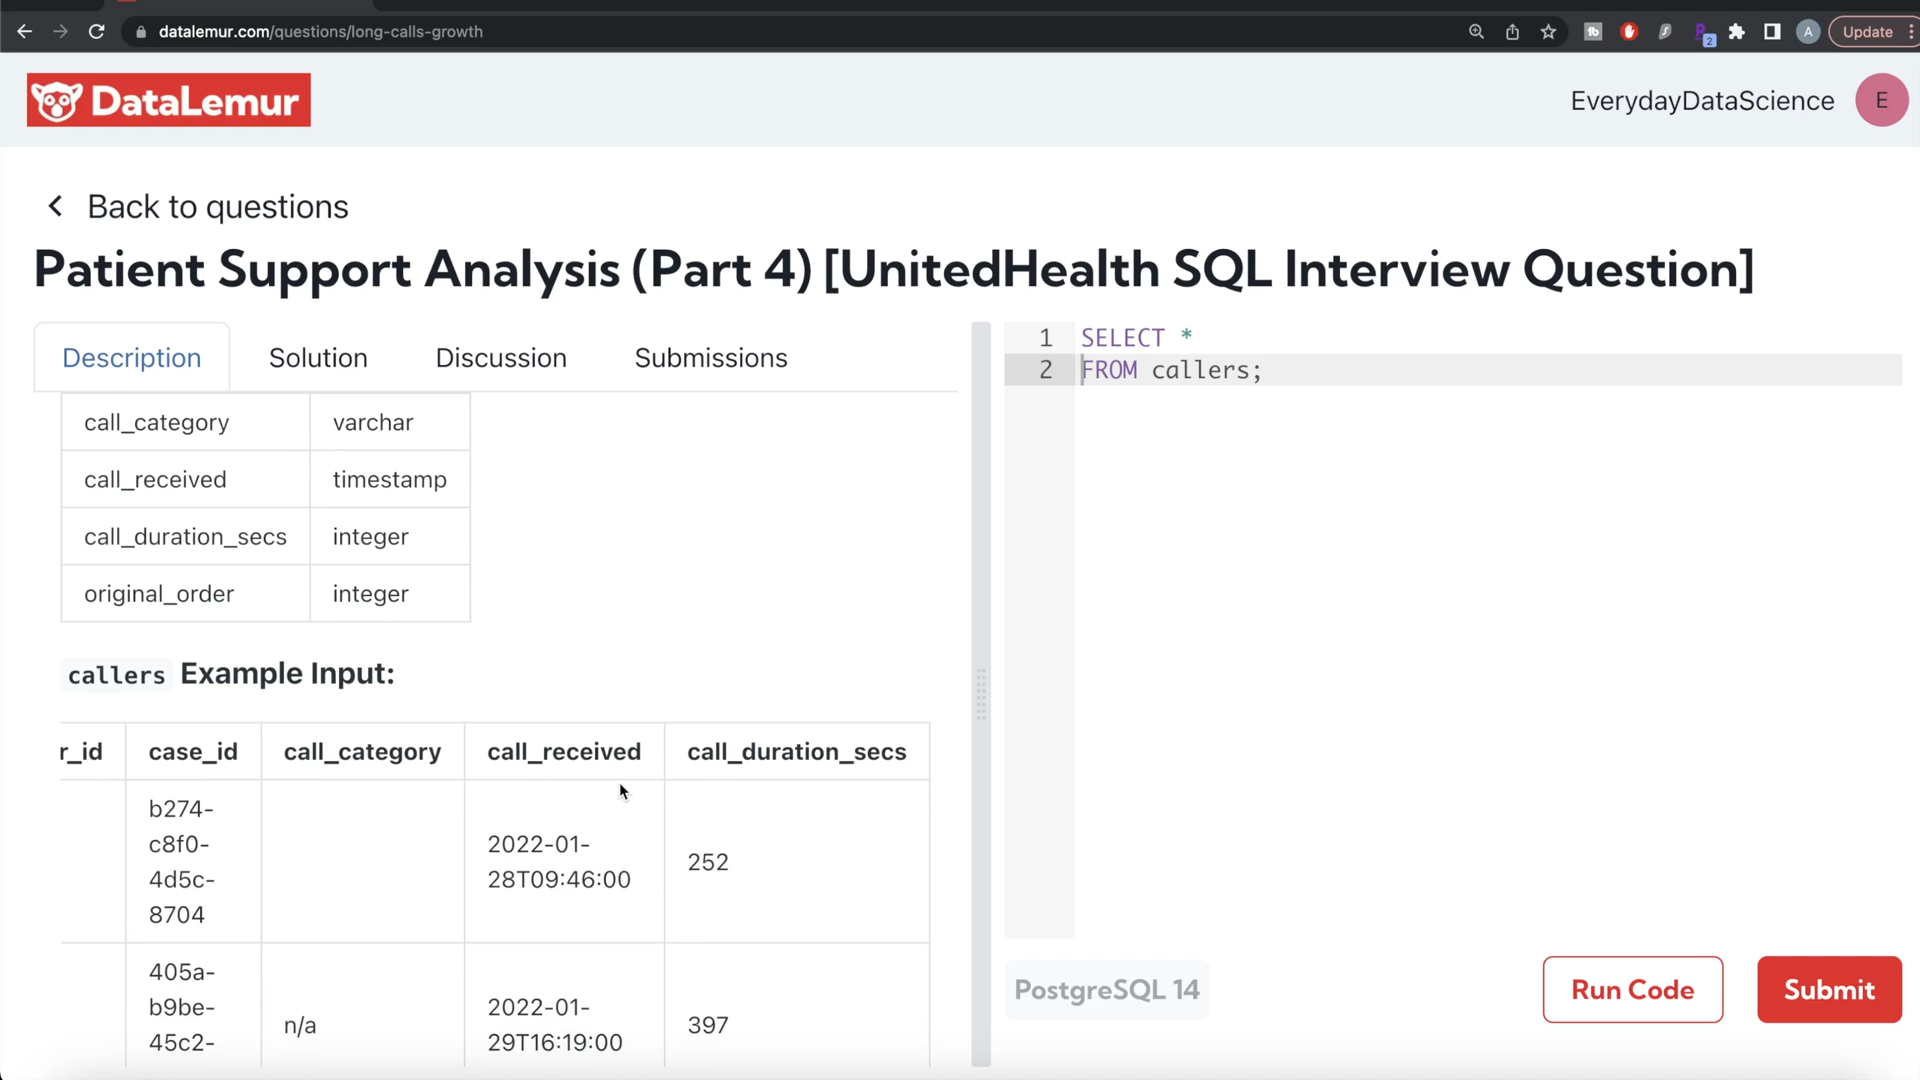 datalemur.com/questions/long-calls-growth
tb
2
A
Update
DataLemur
EverydayDataScience
E
Back to questions
Patient Support Analysis (Part 4) [UnitedHealth SQL Interview Question]
Description
Solution
Discussion
Submissions
call_category varchar
call_received timestamp
call_duration_secs integer
original_order integer
callers Example Input:
r_id case_id call_category call_received call_duration_secs
b274-
c8f0-
4d5c-
8704
2022-01-
28T09:46:00
252
405a-
b9be-
45c2-
n/a
2022-01-
29T16:19:00
397
1 SELECT *
2 FROM callers;
PostgreSQL 14
Run Code
Submit